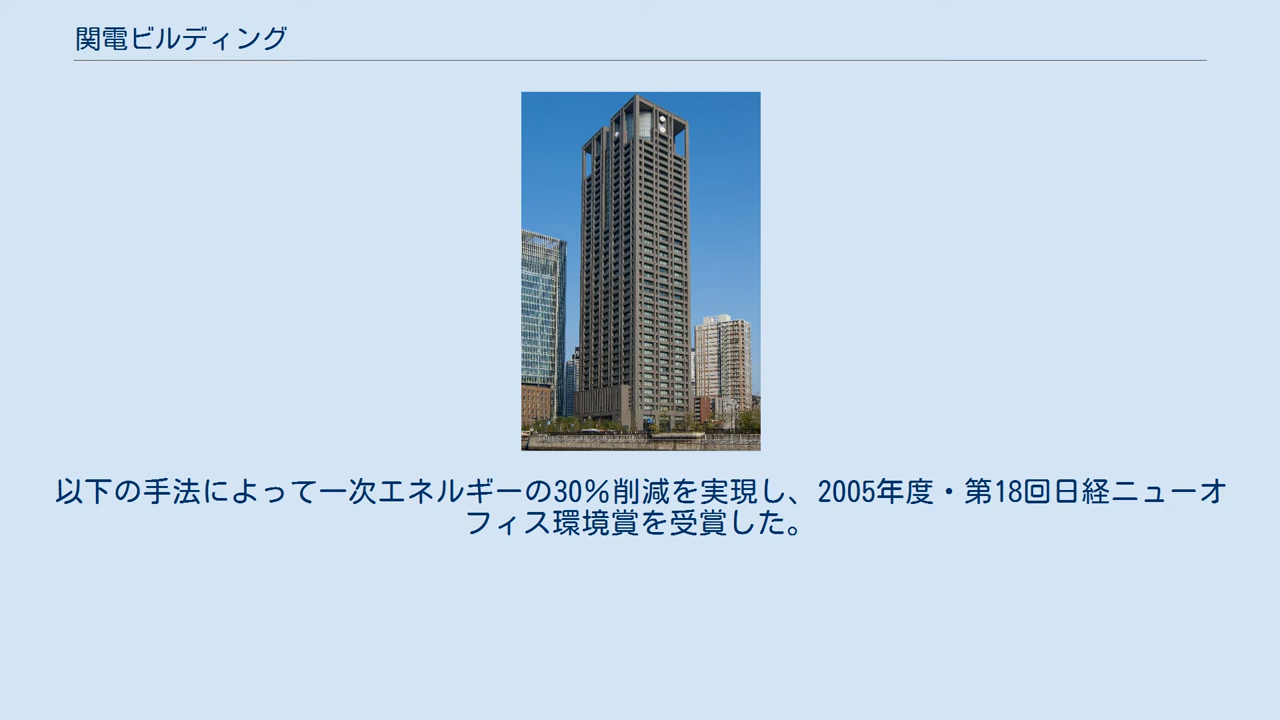 関電ビルディング
以下の手法によって一次エネルギーの30％削減を実現し、2005年度・第18回日経ニューオ
フィス環境賞を受賞した。